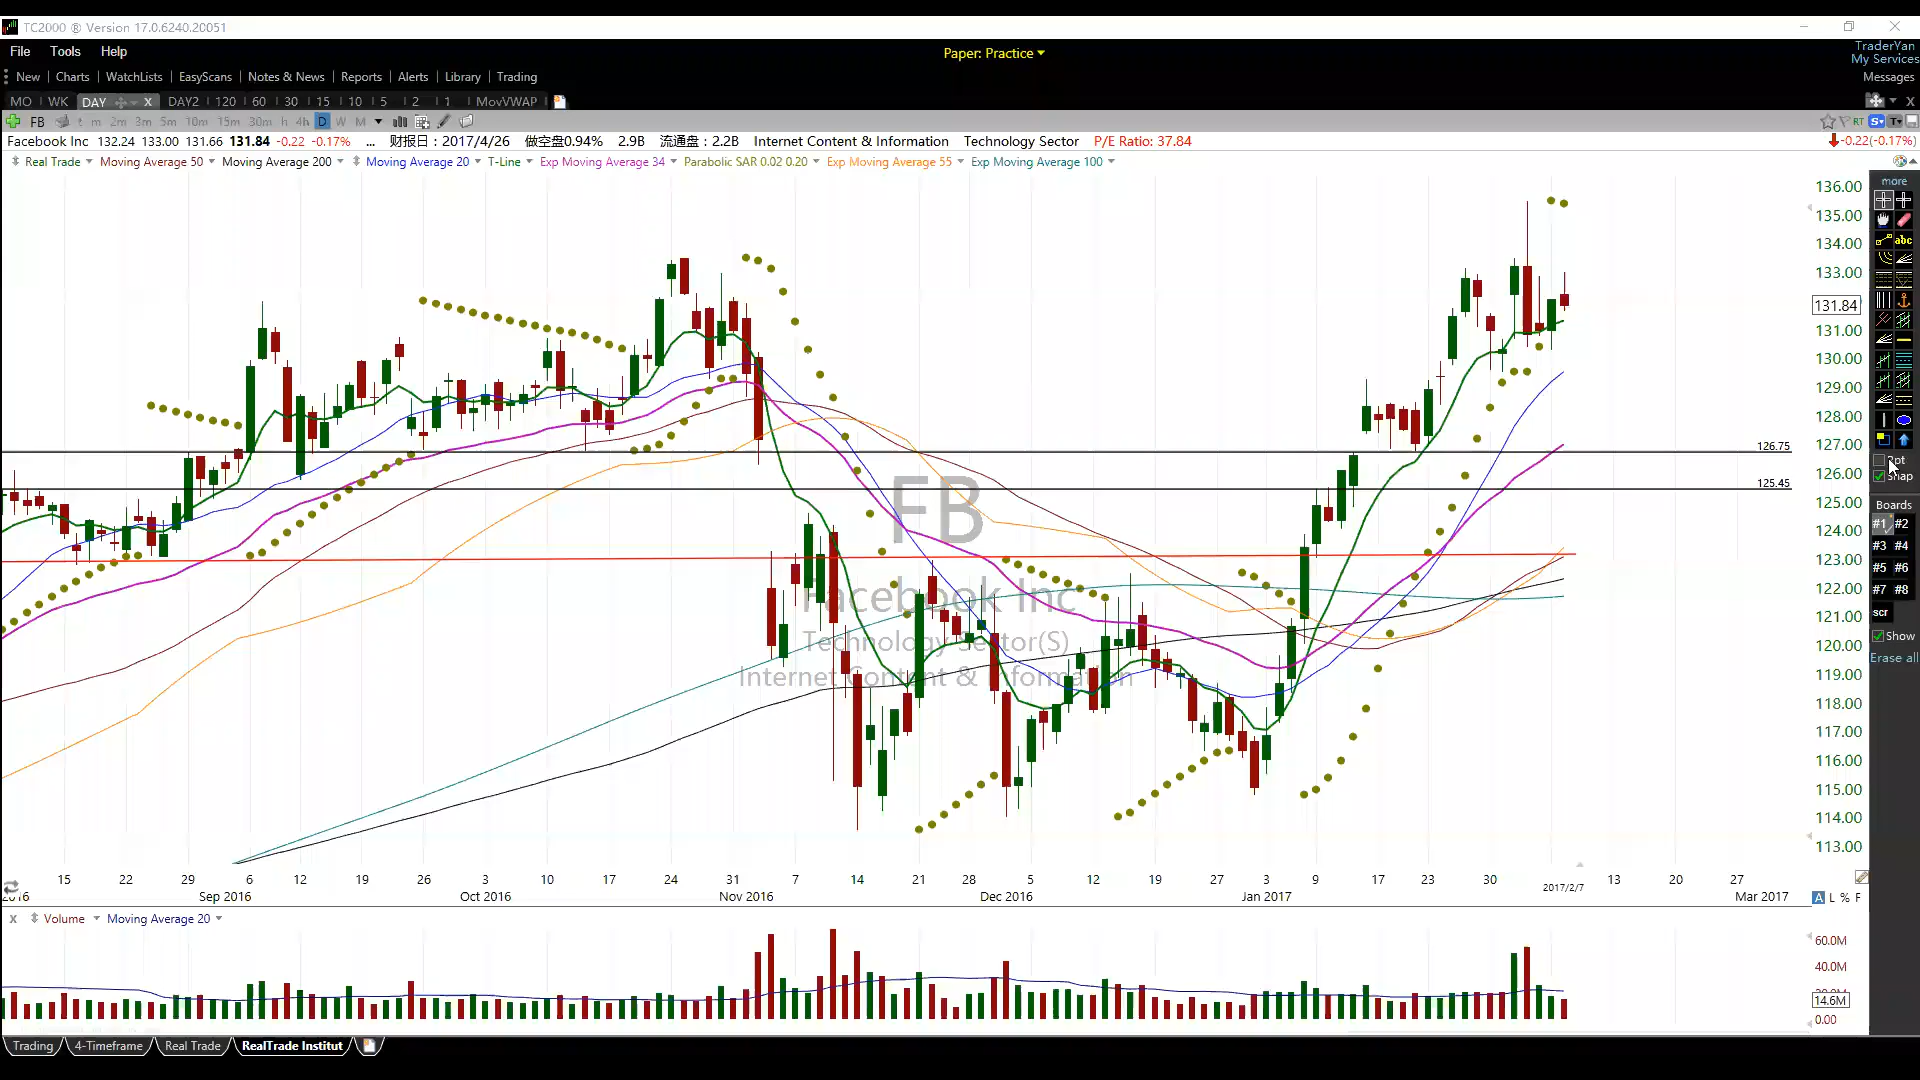 TC2000 ® Version 17.0.6240.20051
File Tools Help
Paper: Practice
TraderYan
My Services
New Charts WatchLists EasyScans Notes & News Reports Alerts Library Trading
Messages
MO WK DAY X DAY2 120 60 30 15 10 5 2 1 MovVWAP
X
FB t m 2m 3m 5m 10m 15m 30m h 4h D W M
RT S T
Facebook Inc 132.24 133.00 131.66 131.84 -0.22 -0.17% ... 财报日：2017/4/26 做空盘0.94% 2.9B 流通盘：2.2B Internet Content & Information Technology Sector P/E Ratio: 37.84
-0.22(-0.17%)
Real Trade Moving Average 50 Moving Average 200 Moving Average 20 T-Line Exp Moving Average 34 Parabolic SAR 0.02 0.20 Exp Moving Average 55 Exp Moving Average 100
more
136.00
135.00
134.00
133.00
131.84
131.00
130.00
129.00
128.00
127.00
126.00
125.00
124.00
123.00
122.00
121.00
120.00
119.00
118.00
117.00
116.00
115.00
114.00
113.00
126.75
125.45
abc
Snap
Boards
#1 #2
#3 #4
#5 #6
#7 #8
scr
Show
Erase all
FB
Facebook Inc
Technology Sector(S)
Internet Content & Information
15 22 29 6 12 19 26 3 10 17 24 31 7 14 21 28 5 12 19 27 3 9 17 23 30 2017/2/7 13 20 27
Sep 2016 Oct 2016 Nov 2016 Dec 2016 Jan 2017 Mar 2017
A L % F
x Volume Moving Average 20
60.0M
40.0M
14.6M
0.00
Trading 4-Timeframe Real Trade RealTrade Institut